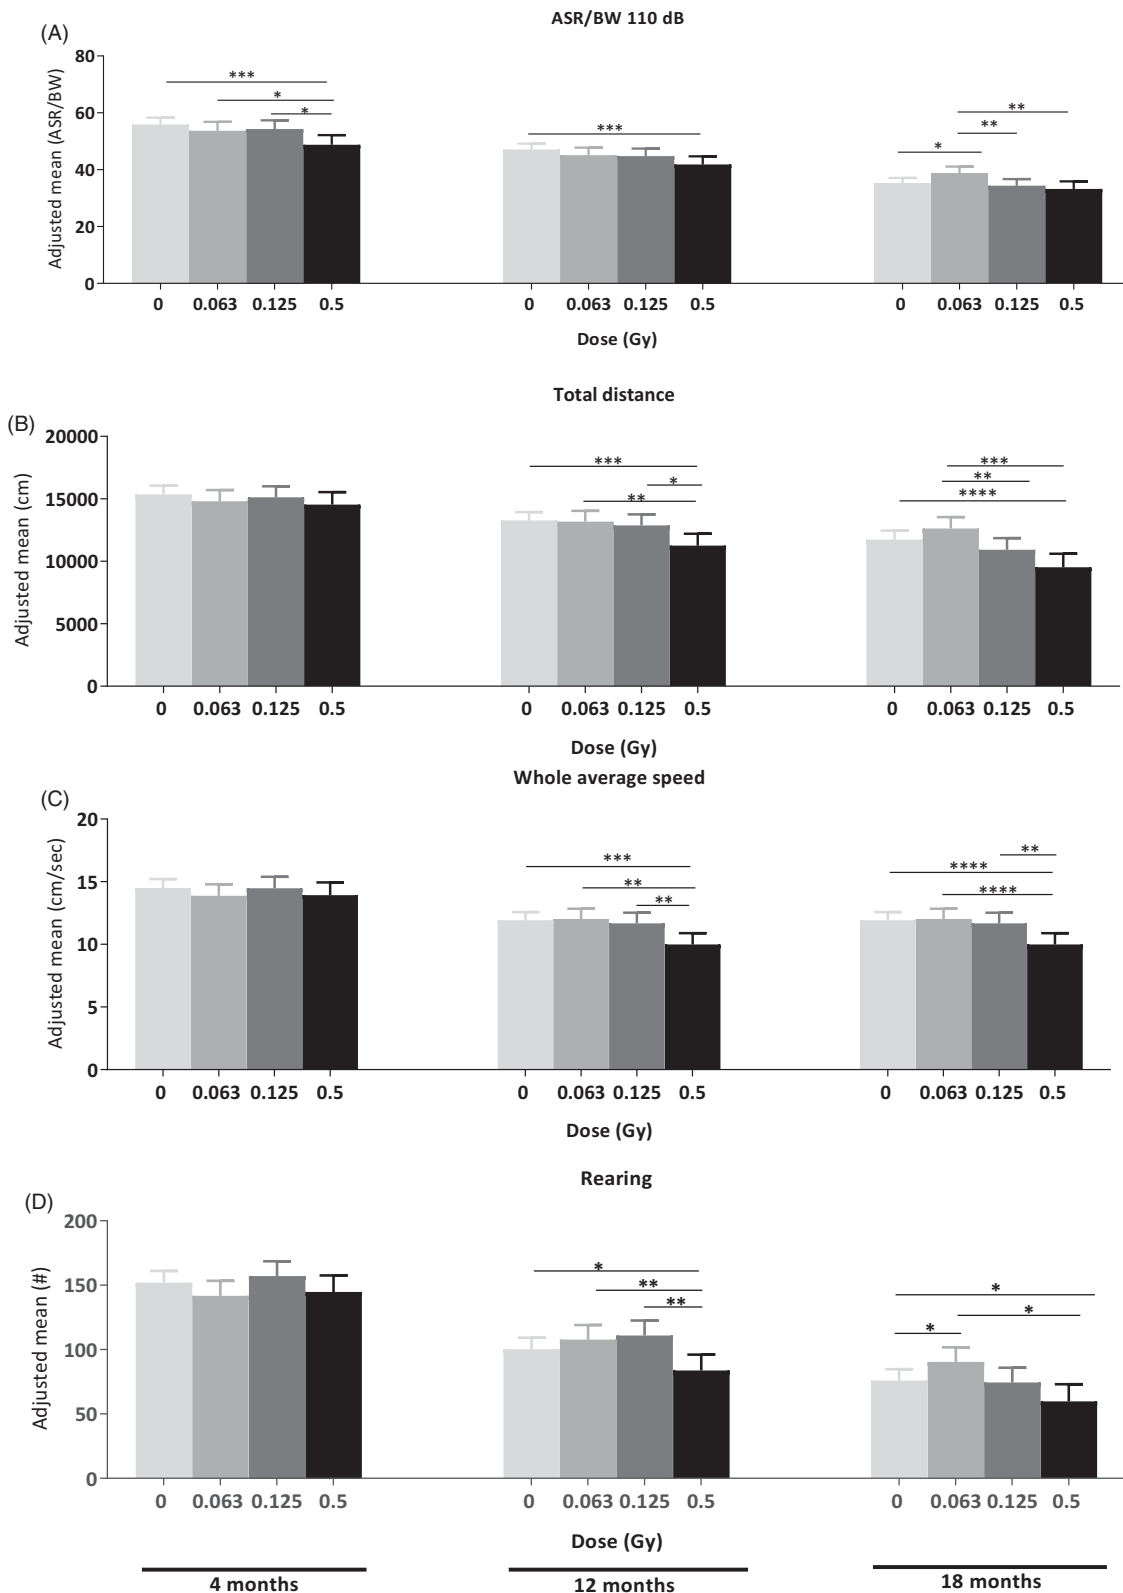 ASR/BW 110 dB
(A)
Adjusted mean (ASR/BW)
80
60
40
20
0
***
*
*
***
**
**
*
0 0.063 0.125 0.5 0 0.063 0.125 0.5 0 0.063 0.125 0.5
Dose (Gy)
Total distance
(B)
Adjusted mean (cm)
20000
15000
10000
5000
0
***
*
**
***
**
****
0 0.063 0.125 0.5 0 0.063 0.125 0.5 0 0.063 0.125 0.5
Dose (Gy)
Whole average speed
(C)
Adjusted mean (cm/sec)
20
15
10
5
0
***
**
**
**
****
****
0 0.063 0.125 0.5 0 0.063 0.125 0.5 0 0.063 0.125 0.5
Dose (Gy)
Rearing
(D)
Adjusted mean (#)
200
150
100
50
0
*
**
**
*
*
*
0 0.063 0.125 0.5 0 0.063 0.125 0.5 0 0.063 0.125 0.5
Dose (Gy)
4 months 12 months 18 months